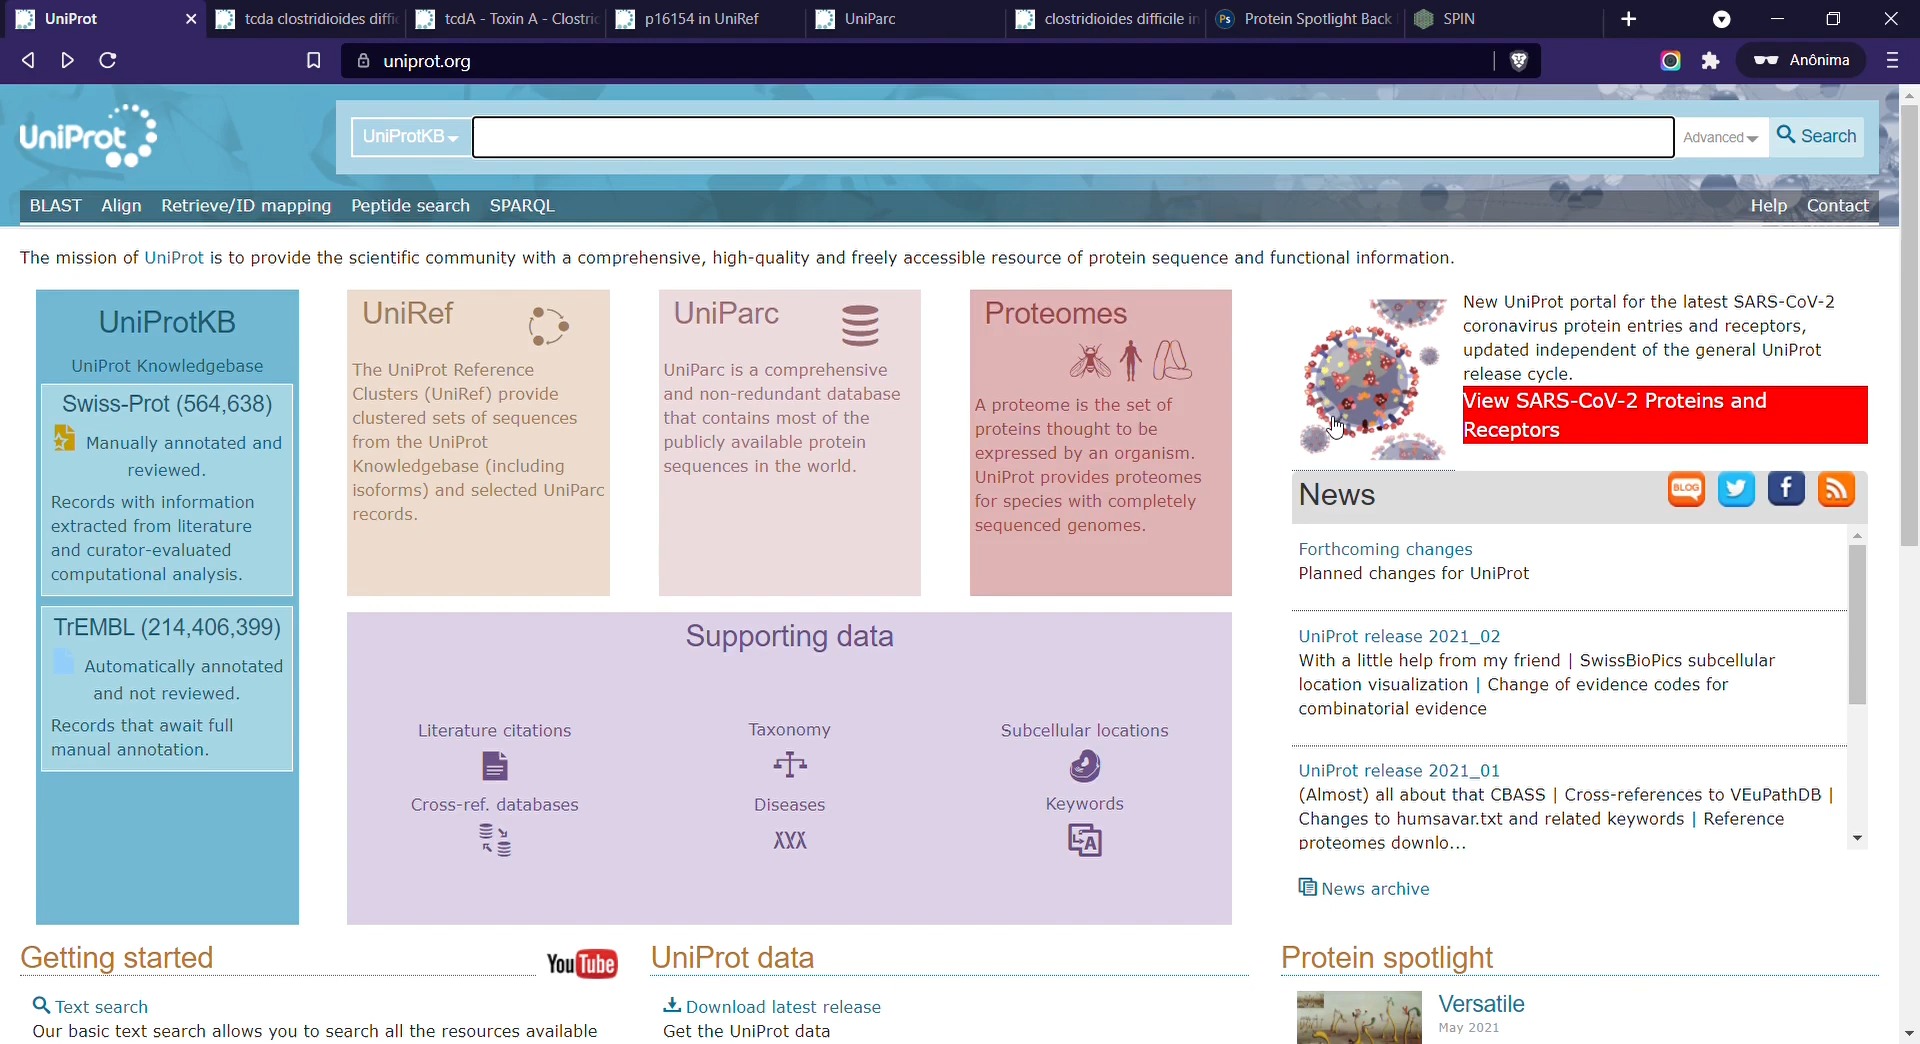 UniProt
tcda clostridioides diffi
tcdA - Toxin A - Clostri
p16154 in UniRef
UniParc
clostridioides difficile in
Protein Spotlight Back
SPIN
uniprot.org
Anônima
UniProt
UniProtKB
Advanced
Search
BLAST Align Retrieve/ID mapping Peptide search SPARQL
Help Contact
The mission of UniProt is to provide the scientific community with a comprehensive, high-quality and freely accessible resource of protein sequence and functional information.
UniProtKB
UniProt Knowledgebase
Swiss-Prot (564,638)
Manually annotated and
reviewed.
Records with information
extracted from literature
and curator-evaluated
computational analysis.
TrEMBL (214,406,399)
Automatically annotated
and not reviewed.
Records that await full
manual annotation.
UniRef
The UniProt Reference
Clusters (UniRef) provide
clustered sets of sequences
from the UniProt
Knowledgebase (including
isoforms) and selected UniParc
records.
UniParc
UniParc is a comprehensive
and non-redundant database
that contains most of the
publicly available protein
sequences in the world.
Proteomes
A proteome is the set of
proteins thought to be
expressed by an organism.
UniProt provides proteomes
for species with completely
sequenced genomes.
Supporting data
Literature citations
Taxonomy
Subcellular locations
Cross-ref. databases
Diseases
Keywords
New UniProt portal for the latest SARS-CoV-2
coronavirus protein entries and receptors,
updated independent of the general UniProt
release cycle.
View SARS-CoV-2 Proteins and
Receptors
News
BLOG
Forthcoming changes
Planned changes for UniProt
UniProt release 2021_02
With a little help from my friend | SwissBioPics subcellular
location visualization | Change of evidence codes for
combinatorial evidence
UniProt release 2021_01
(Almost) all about that CBASS | Cross-references to VEuPathDB |
Changes to humsavar.txt and related keywords | Reference
proteomes downlo...
News archive
Getting started
YouTube
Text search
Our basic text search allows you to search all the resources available
UniProt data
Download latest release
Get the UniProt data
Protein spotlight
Versatile
May 2021